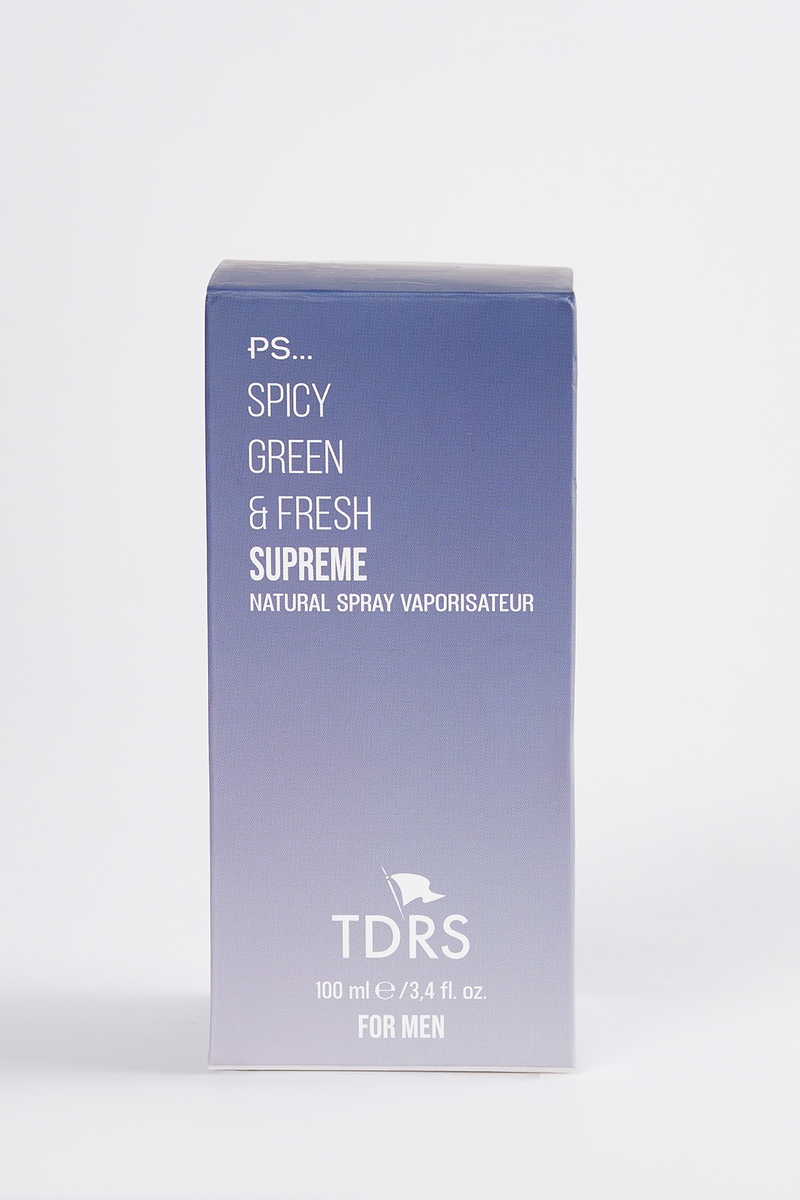 PS...
SPICY
GREEN
& FRESH
SUPREME
NATURAL SPRAY VAPORISATEUR
TDRS
100 ml ℮/3,4 fl. oz.
FOR MEN